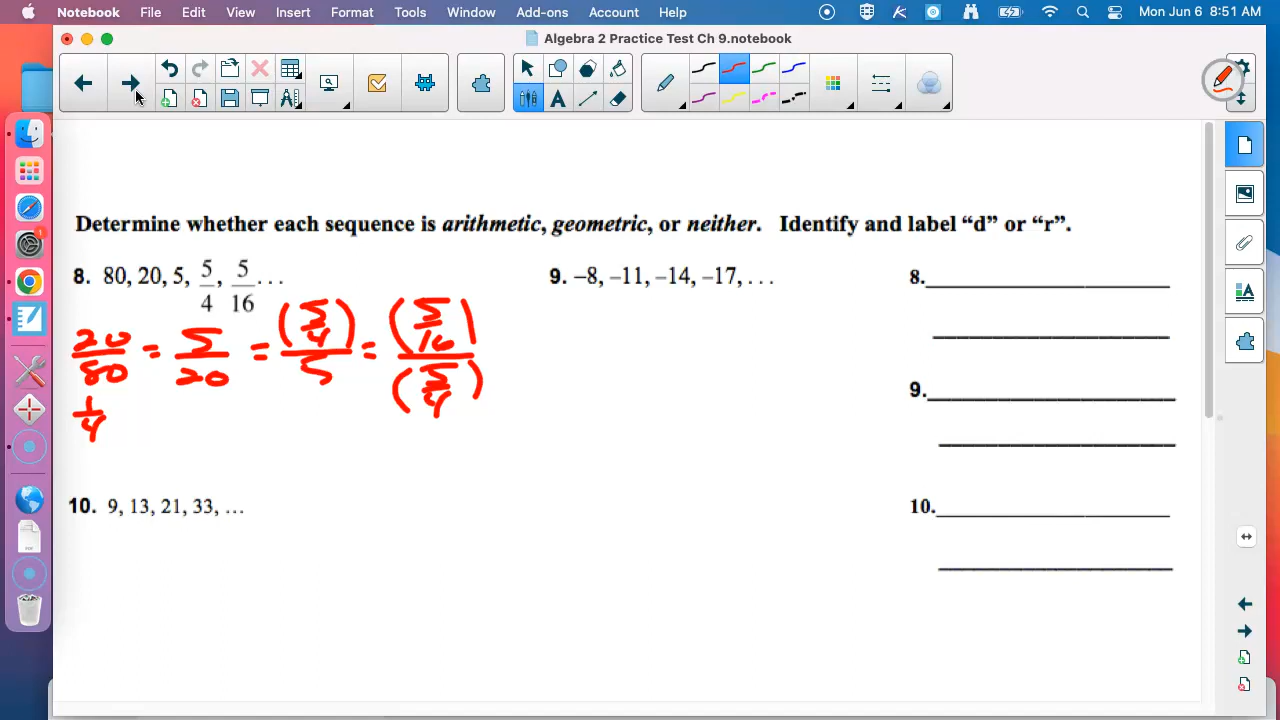 Notebook File Edit View Insert Format Tools Window Add-ons Account Help Mon Jun 6 8:51 AM
Algebra 2 Practice Test Ch 9.notebook
Determine whether each sequence is arithmetic, geometric, or neither. Identify and label “d” or “r”.
8. 80, 20, 5, 5/4, 5/16 ...
9. –8, –11, –14, –17, . . .
8.
20/80 = 5/20 = (5/4)/5 = (5/16)/(5/4)
1/4
9.
10. 9, 13, 21, 33, …
10.